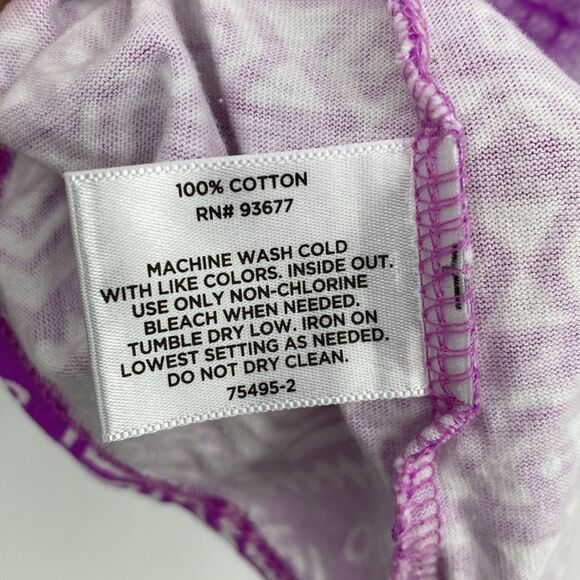 100% COTTON
RN# 93677
MACHINE WASH COLD
WITH LIKE COLORS. INSIDE OUT.
USE ONLY NON-CHLORINE
BLEACH WHEN NEEDED.
TUMBLE DRY LOW. IRON ON
LOWEST SETTING AS NEEDED.
DO NOT DRY CLEAN.
75495-2